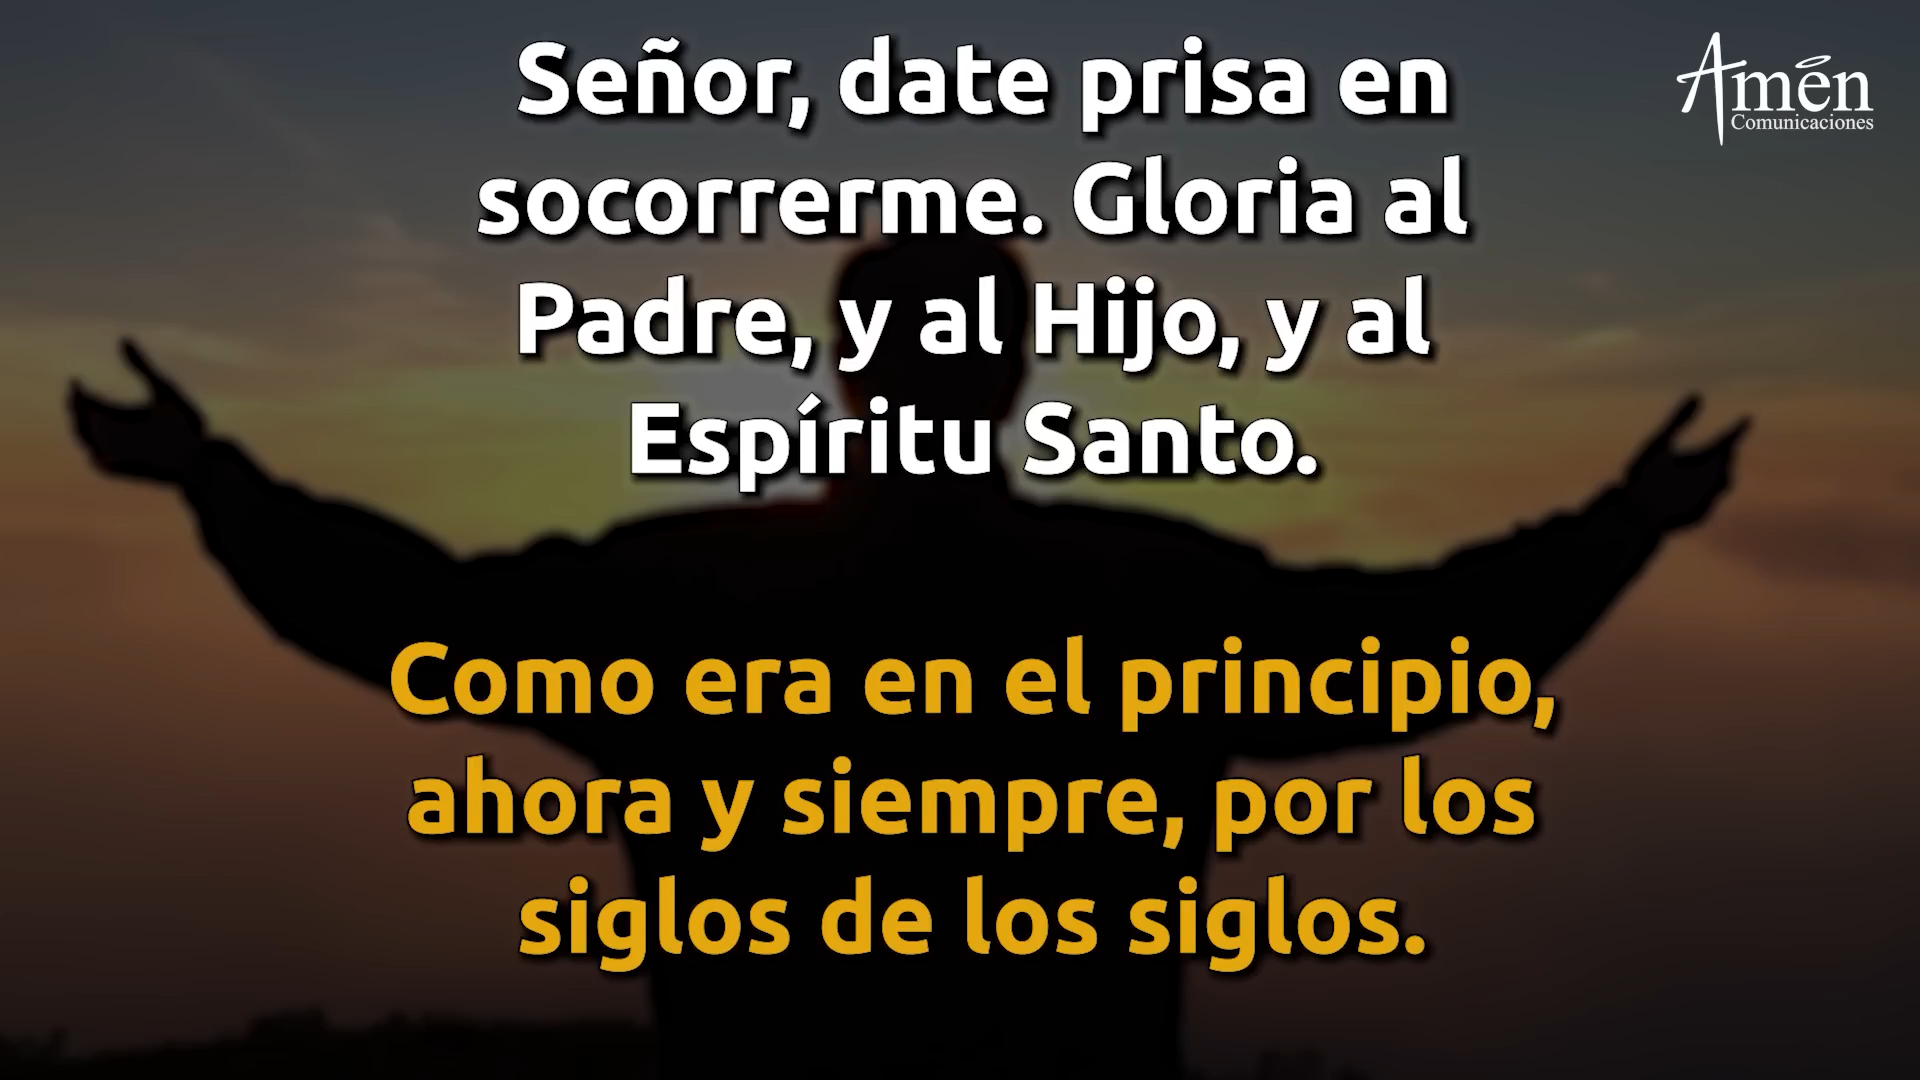 Señor, date prisa en
socorrerme. Gloria al
Padre, y al Hijo, y al
Espíritu Santo.
Como era en el principio,
ahora y siempre, por los
siglos de los siglos.
Amén
Comunicaciones